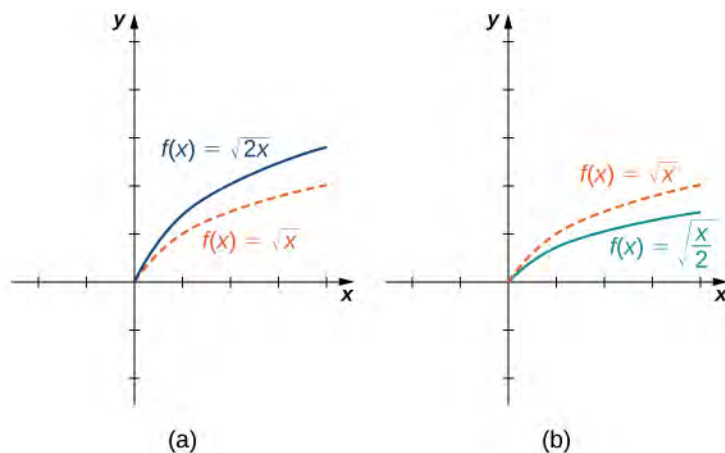 y
f(x) = √2x
f(x) = √x
x
(a)
y
f(x) = √x
f(x) = √x/2
x
(b)